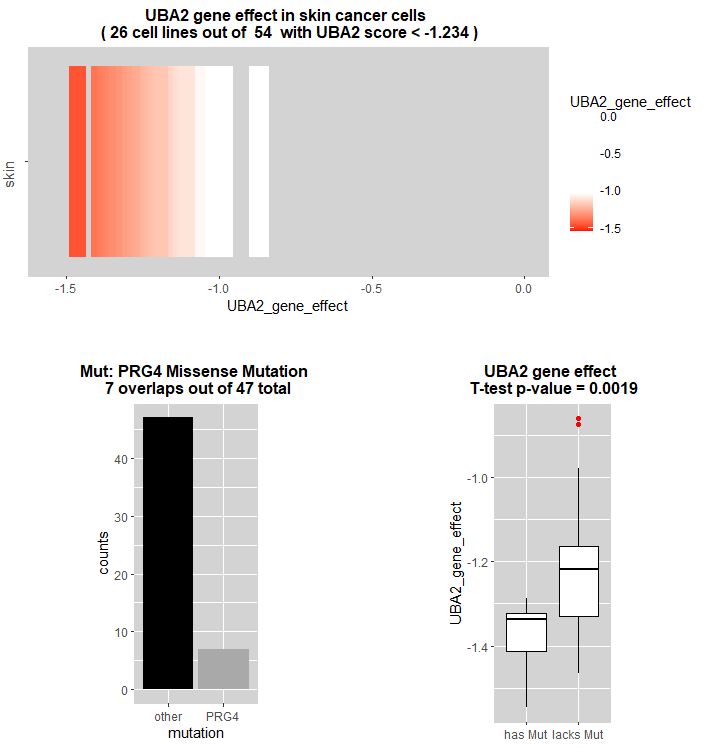 UBA2 gene effect in skin cancer cells
( 26 cell lines out of 54 with UBA2 score < -1.234 )
skin
-1.5 -1.0 -0.5 0.0
UBA2_gene_effect
UBA2_gene_effect
0.0
-0.5
-1.0
-1.5
Mut: PRG4 Missense Mutation
7 overlaps out of 47 total
counts
40
30
20
10
0
other PRG4
mutation
UBA2 gene effect
T-test p-value = 0.0019
UBA2_gene_effect
-1.0
-1.2
-1.4
has Mut lacks Mut